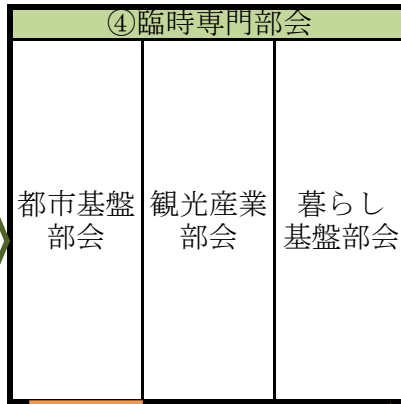 ④臨時専門部会
都市基盤
部会
観光産業
部会
暮らし
基盤部会